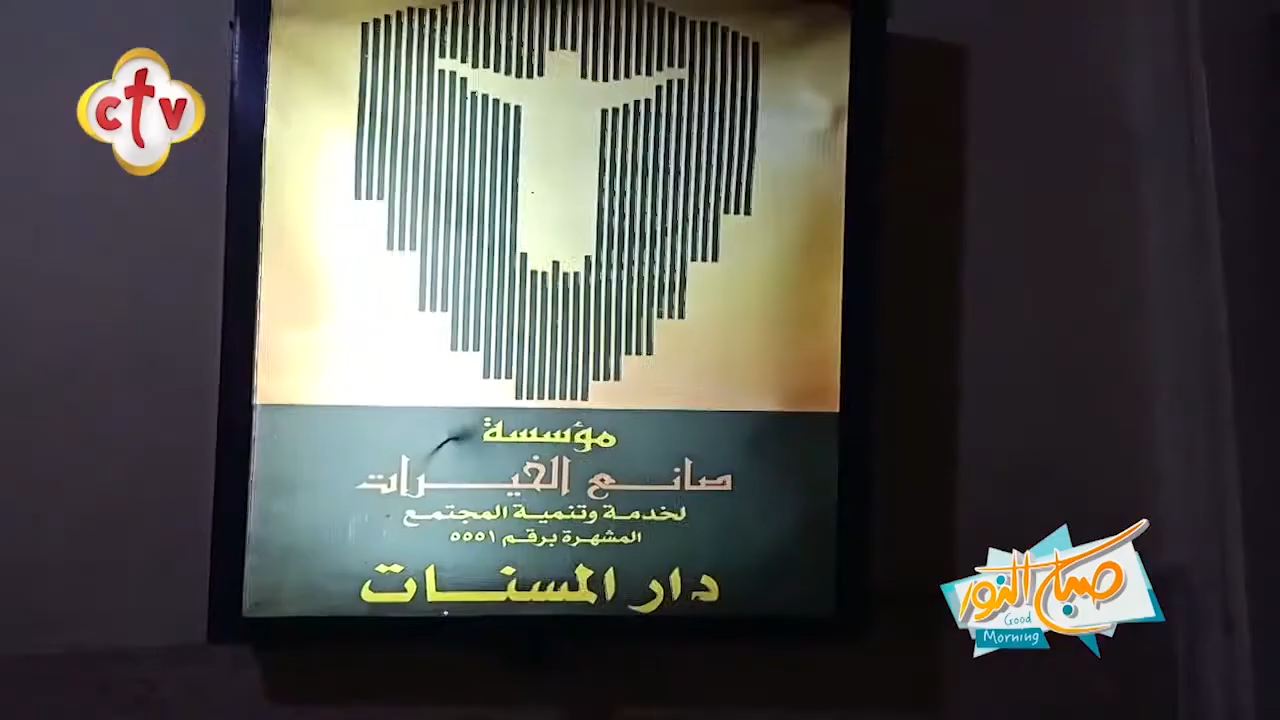 ctv
مؤسسة
صانع الخيرات
لخدمة وتنمية المجتمع
المشهرة برقم ٥٥٥١
دار المسنات
صباح النور
Good
Morning